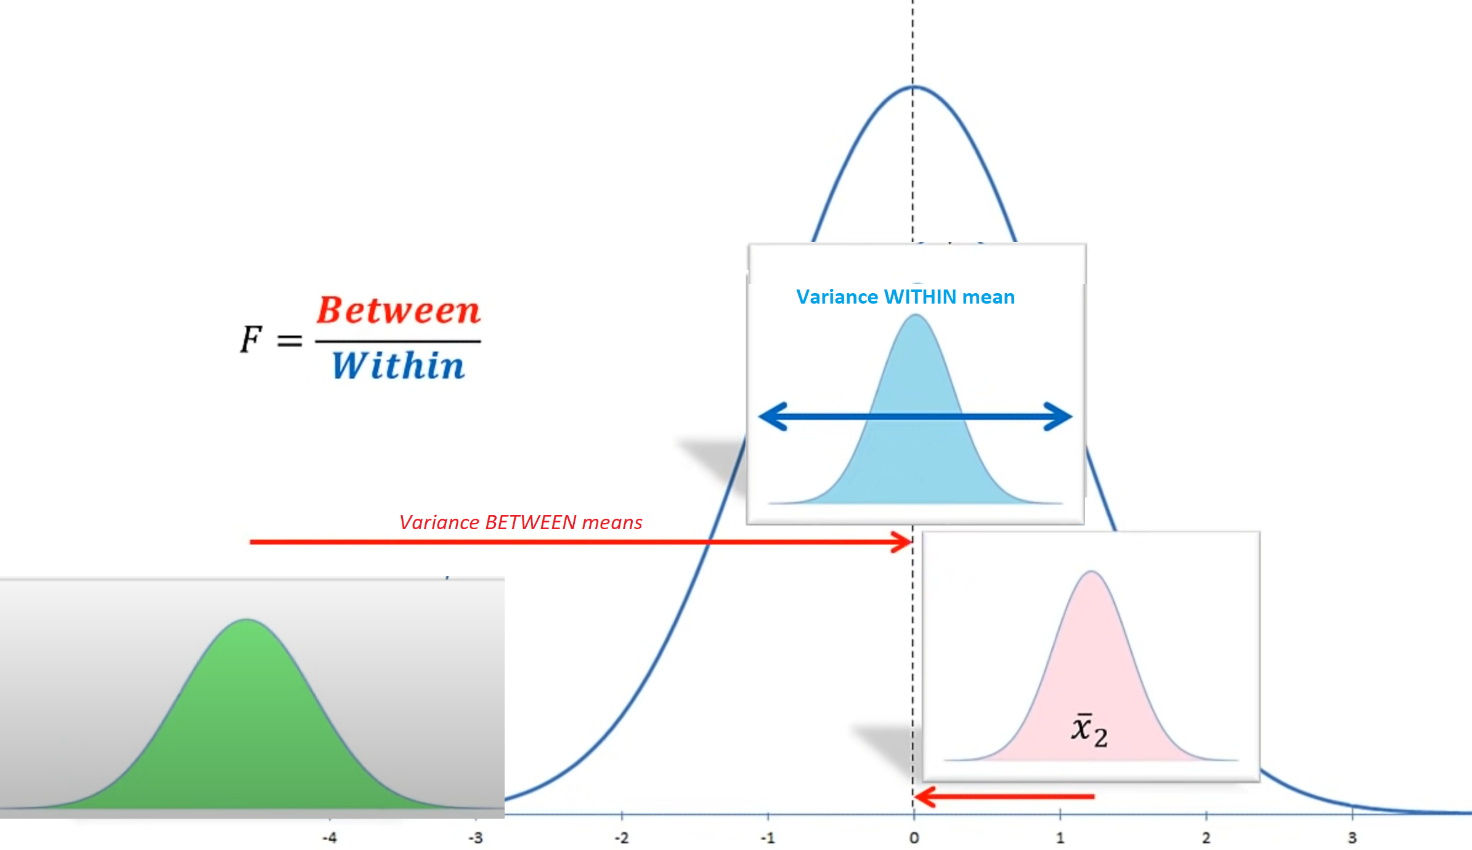 Variance WITHIN mean
F = Between
Within
Variance BETWEEN means
x̄₂
-4 -3 -2 -1 0 1 2 3